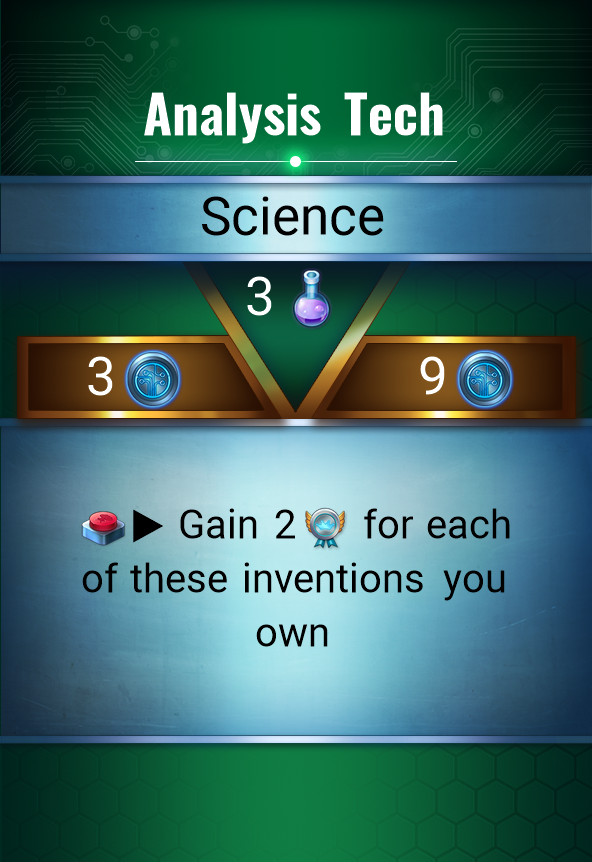 Analysis Tech
Science
3
3
9
▶ Gain 2 for each
of these inventions you
own